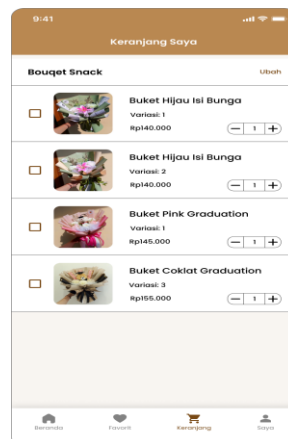 9:41
Keranjang Saya
Bouqet Snack
Ubah
Buket Hijau Isi Bunga
Variasi: 1
Rp140.000
1
Buket Hijau Isi Bunga
Variasi: 2
Rp140.000
1
Buket Pink Graduation
Variasi: 1
Rp145.000
1
Buket Coklat Graduation
Variasi: 3
Rp155.000
1
Beranda
Favorit
Keranjang
Saya